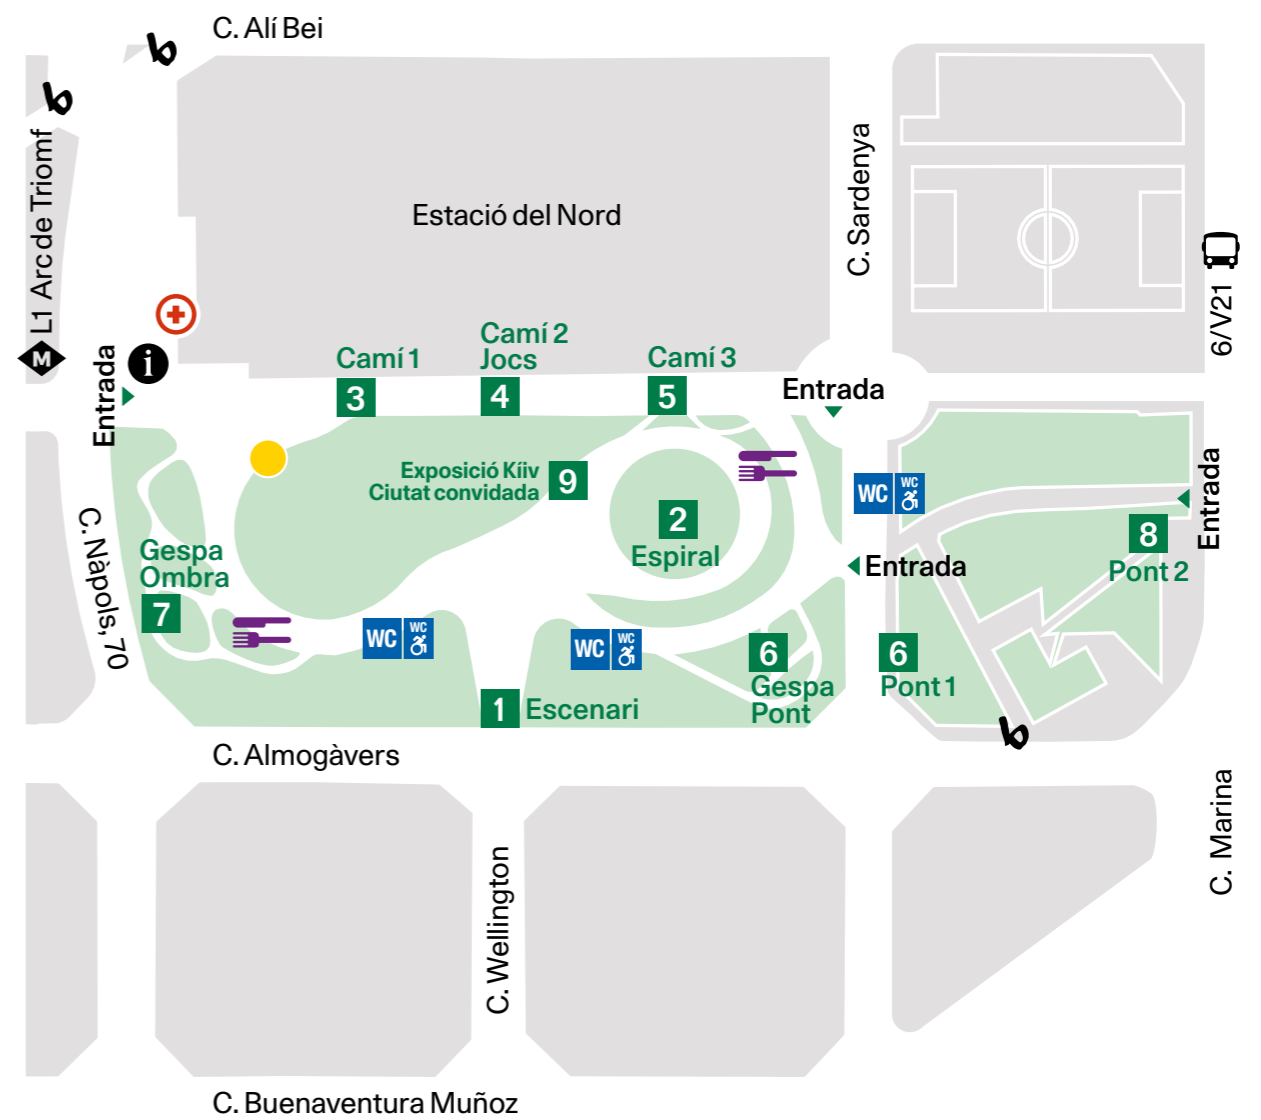 C. Alí Bei
L1 Arc de Triomf
M
Estació del Nord
C. Sardenya
6/V21
i
Entrada
Camí 1
3
Camí 2
Jocs
4
Camí 3
5
Entrada
Exposició Kíiv
Ciutat convidada
9
2
Espiral
WC
WC
Entrada
8
Pont 2
Entrada
C. Nàpols, 70
Gespa
Ombra
7
WC
WC
WC
WC
6
Gespa
Pont
6
Pont 1
1
Escenari
C. Almogàvers
C. Wellington
C. Marina
C. Buenaventura Muñoz